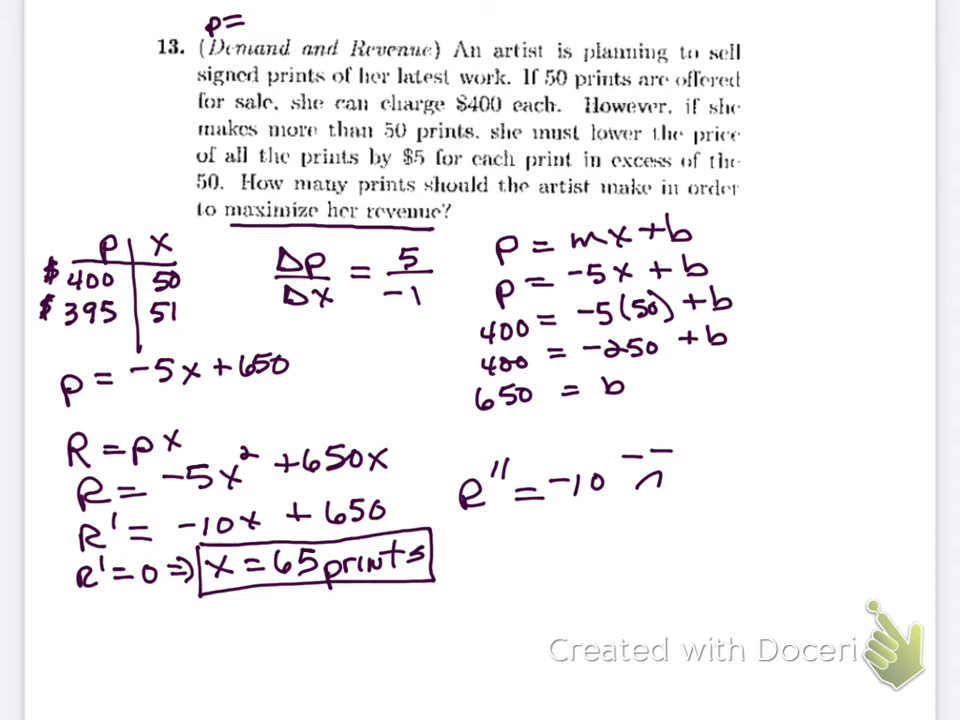 p=
13. (Demand and Revenue) An artist is planning to sell
signed prints of her latest work. If 50 prints are offered
for sale, she can charge $400 each. However, if she
makes more than 50 prints, she must lower the price
of all the prints by $5 for each print in excess of the
50. How many prints should the artist make in order
to maximize her revenue?
P | X
$400 | 50
$395 | 51
Δp/Δx = 5/-1
P = mx+b
P = -5x + b
400 = -5(50) + b
400 = -250 + b
650 = b
p = -5x + 650
R = px
R = -5x² + 650x
R' = -10x + 650
R' = 0 ⇒ x = 65 prints
R'' = -10
Created with Doceri